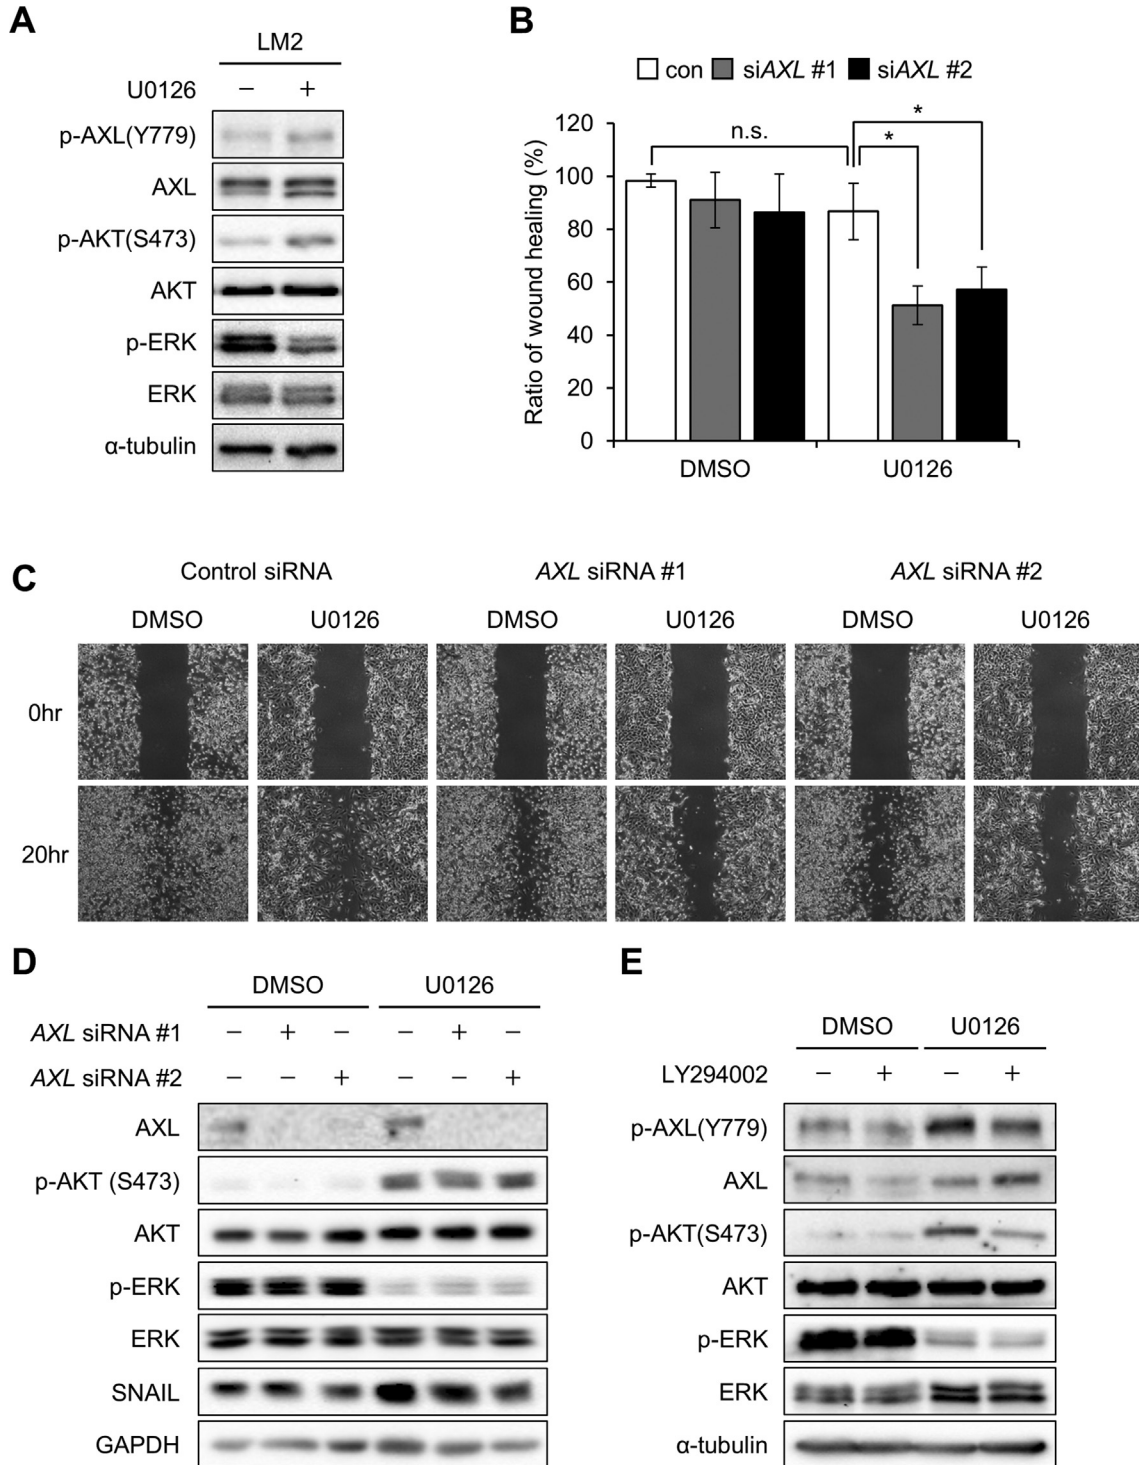 A
LM2
U0126 − +
p-AXL(Y779)
AXL
p-AKT(S473)
AKT
p-ERK
ERK
α-tubulin
B
con siAXL #1 siAXL #2
Ratio of wound healing (%)
120
100
80
60
40
20
0
n.s.
*
*
DMSO U0126
C
Control siRNA AXL siRNA #1 AXL siRNA #2
DMSO U0126 DMSO U0126 DMSO U0126
0hr
20hr
D
DMSO U0126
AXL siRNA #1 − + − − + −
AXL siRNA #2 − − + − − +
AXL
p-AKT (S473)
AKT
p-ERK
ERK
SNAIL
GAPDH
E
DMSO U0126
LY294002 − + − +
p-AXL(Y779)
AXL
p-AKT(S473)
AKT
p-ERK
ERK
α-tubulin